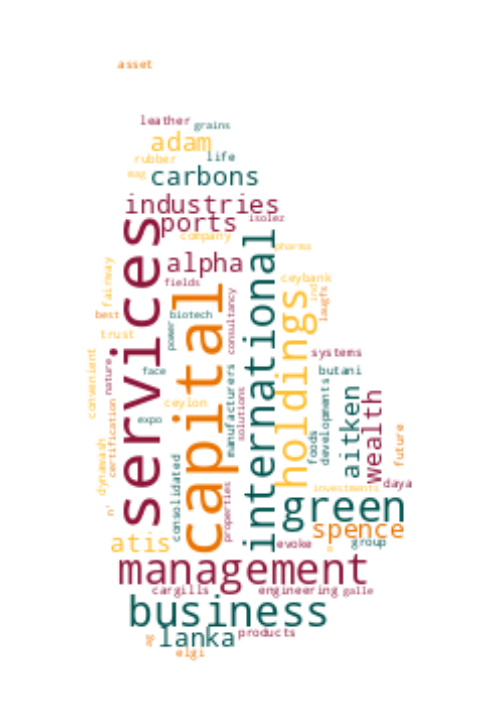 asset
leather
grains
adam
rubber
life
mag
carbons
industries
isolez
ports
company
pharma
services
international
alpha
fairway
fields
ceybank
capital
holdings
ind
laugfs
consultancy
best
biotech
power
trust
systems
convenient
nature
face
manufacturers
solutions
butani
developments
aitken
wealth
ceylon
certification
expo
foods
future
dynawash
consolidated
properties
daya
investments
n'
green
spence
atis
evoke
group
management
cargills
engineering
galle
business
lanka
products
ag
elgi